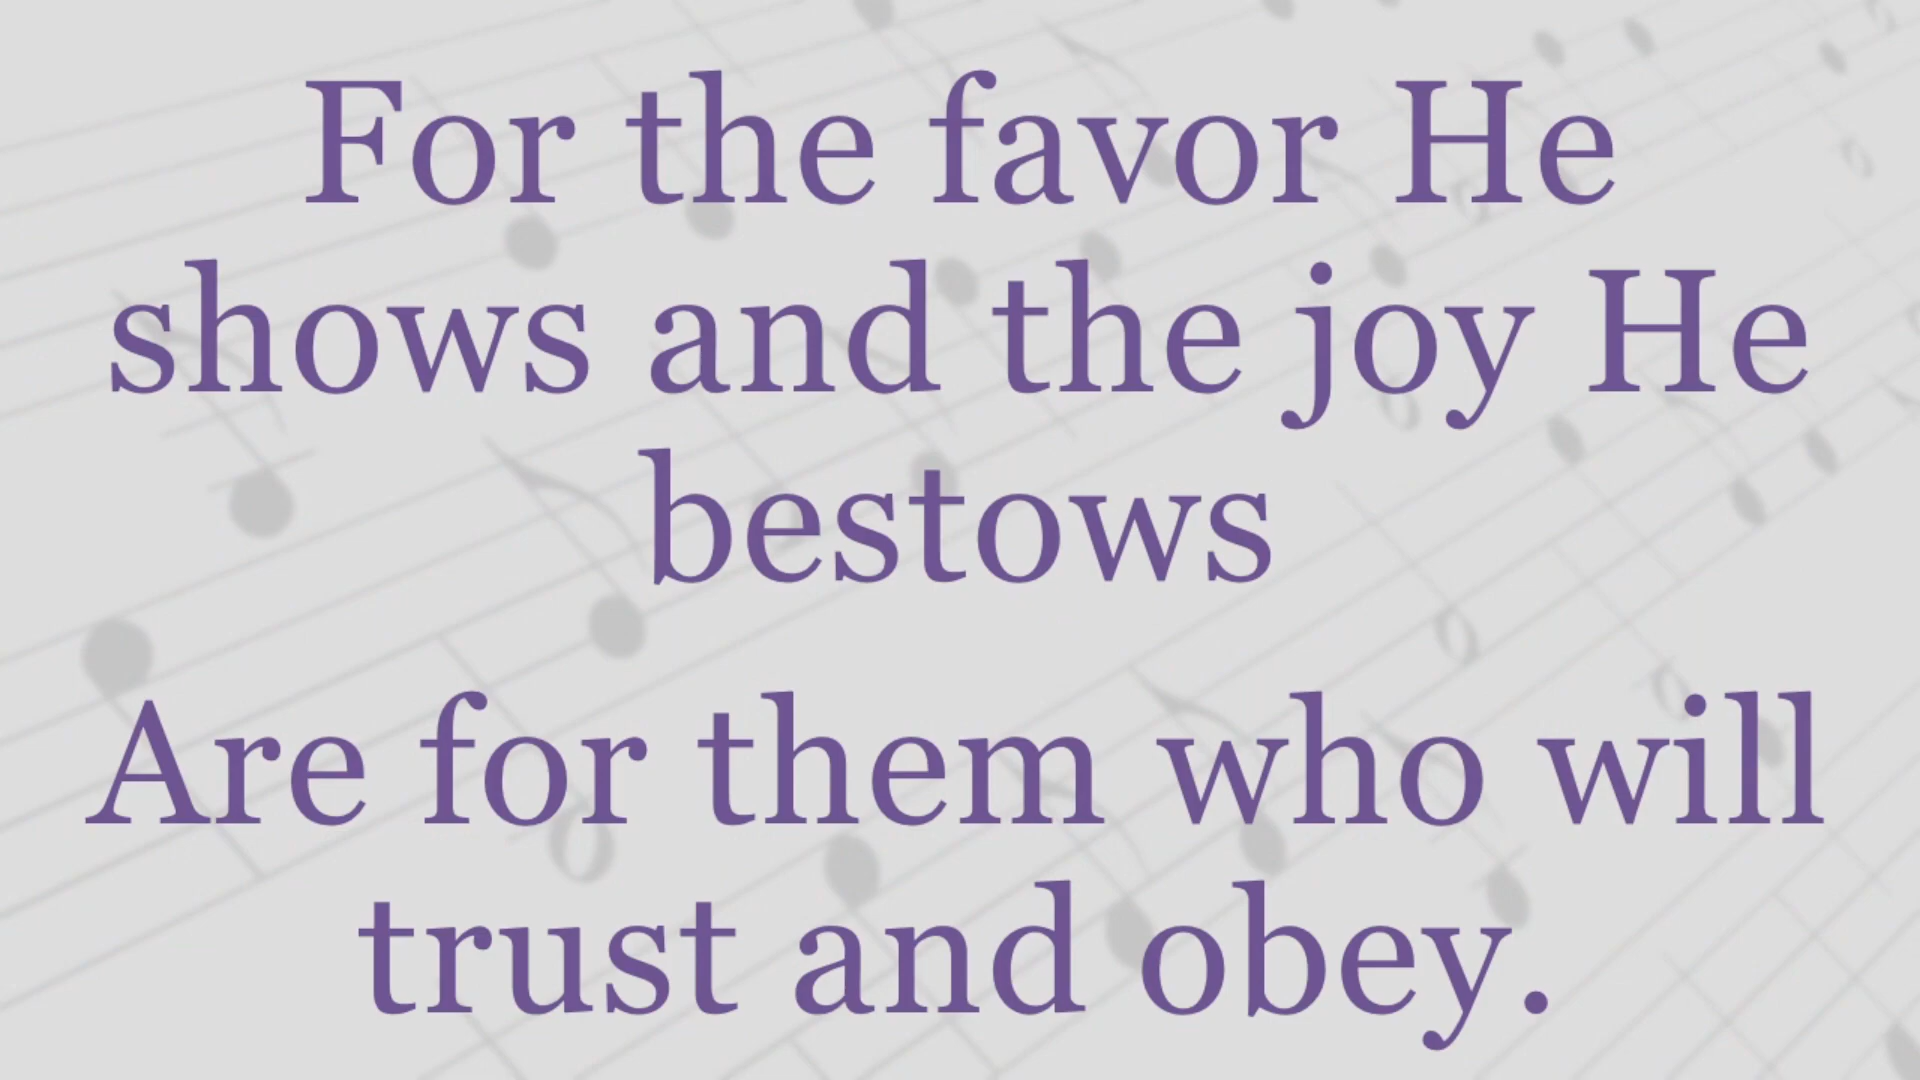 For the favor He
shows and the joy He
bestows
Are for them who will
trust and obey.